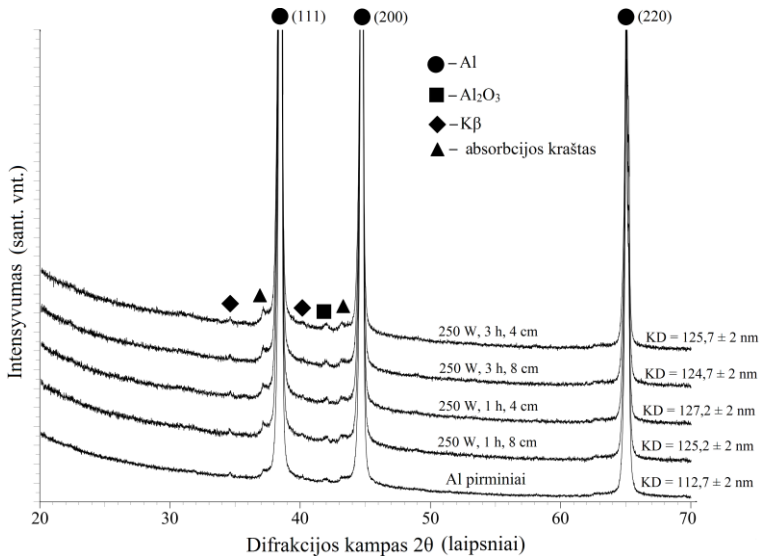 (111)
(200)
(220)
– Al
– Al₂O₃
– Kβ
– absorbcijos kraštas
Intensyvumas (sant. vnt.)
250 W, 3 h, 4 cm
KD = 125,7 ± 2 nm
250 W, 3 h, 8 cm
KD = 124,7 ± 2 nm
250 W, 1 h, 4 cm
KD = 127,2 ± 2 nm
250 W, 1 h, 8 cm
KD = 125,2 ± 2 nm
Al pirminiai
KD = 112,7 ± 2 nm
20 30 40 50 60 70
Difrakcijos kampas 2θ (laipsniai)